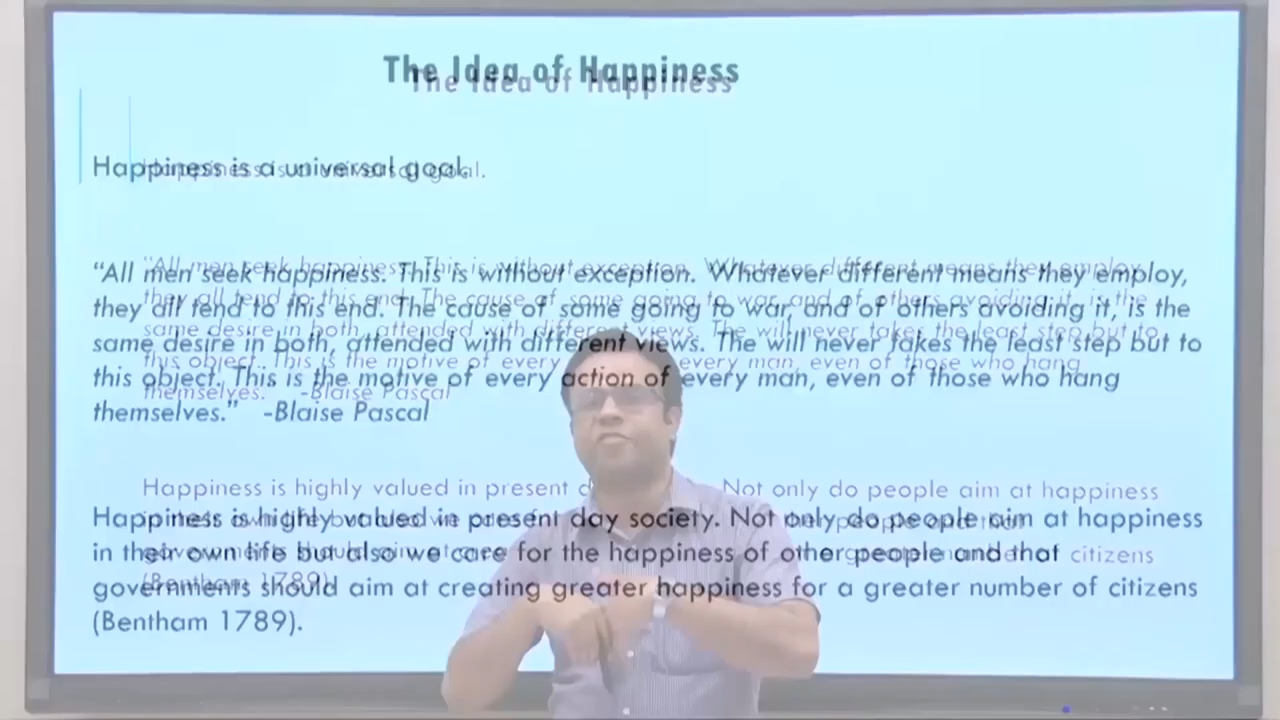 The Idea of Happiness
Happiness is a universal goal.
“All men seek happiness. This is without exception. Whatever different means they employ,
they all tend to this end. The cause of some going to war, and of others avoiding it, is the
same desire in both, attended with different views. The will never takes the least step but to
this object. This is the motive of every action of every man, even of those who hang
themselves.” -Blaise Pascal
Happiness is highly valued in present day society. Not only do people aim at happiness
in their own life but also we care for the happiness of other people and that
governments should aim at creating greater happiness for a greater number of citizens
(Bentham 1789).